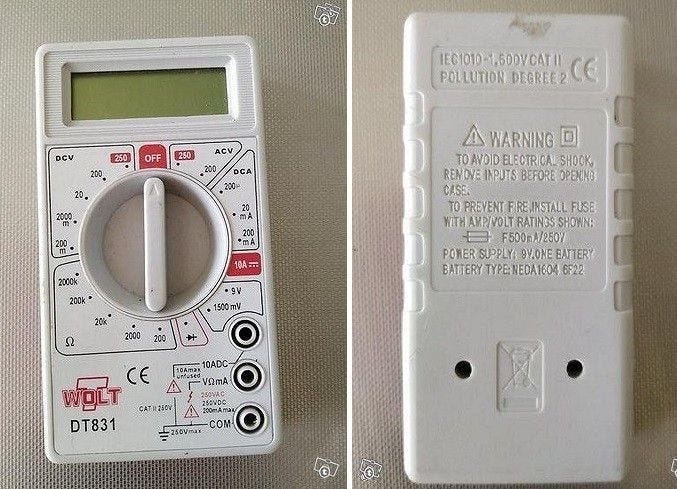 DCV
250
OFF
250
ACV
200
200
DCA
200µ
20
20
mA
2000
m
200
mA
200
m
10A
2000k
9V
200k
1500 mV
20k
2000
200
Ω
10ADC
10Amax
unfused
VΩmA
250VAC
250VDC
200mAmax
CAT II 250V
COM
250Vmax
CE
WOLT
DT831
IEC1010-1,600V CAT II
POLLUTION DEGREE 2 CE
WARNING
TO AVOID ELECTRICAL SHOCK,
REMOVE INPUTS BEFORE OPENING
CASE.
TO PREVENT FIRE,INSTALL FUSE
WITH AMP/VOLT RATINGS SHOWN:
F500mA/250V
POWER SUPPLY: 9V,ONE BATTERY
BATTERY TYPE:NEDA1604 6F22